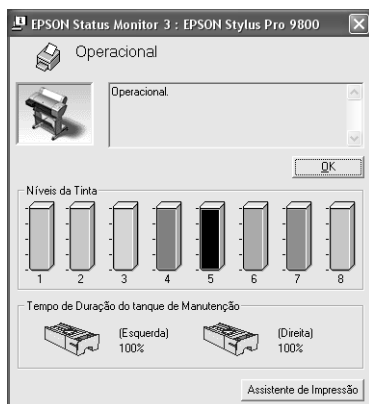 EPSON Status Monitor 3 : EPSON Stylus Pro 9800
Operacional
Operacional.
OK
Níveis da Tinta
1 2 3 4 5 6 7 8
Tempo de Duração do tanque de Manutenção
(Esquerda)
100%
(Direita)
100%
Assistente de Impressão